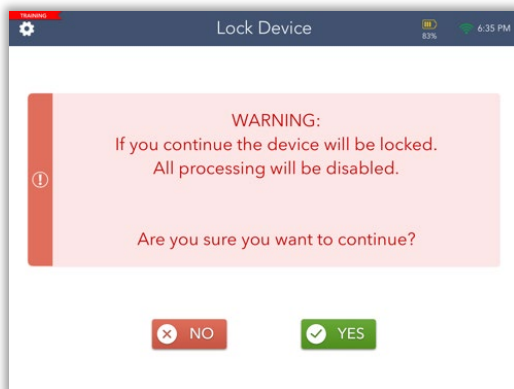 TRAINING
Lock Device
83%
6:35 PM
WARNING:
If you continue the device will be locked.
All processing will be disabled.
Are you sure you want to continue?
NO
YES